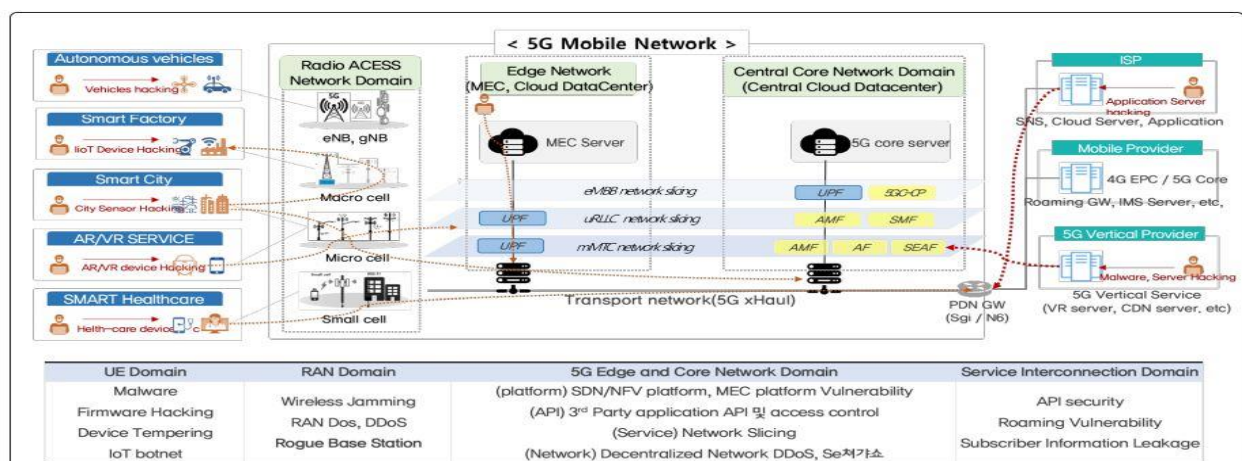 < 5G Mobile Network >
Autonomous vehicles
Vehicles hacking
Smart Factory
IIoT Device Hacking
Smart City
City Sensor Hacking
AR/VR SERVICE
AR/VR device Hacking
SMART Healthcare
Helth-care device
Radio ACESS
Network Domain
5G
eNB, gNB
Macro cell
Micro cell
Small cell
Edge Network
(MEC, Cloud DataCenter)
MEC Server
Central Core Network Domain
(Central Cloud Datacenter)
5G core server
eMBB network slicing
UPF
5GC-CP
UPF
uRLLC network slicing
AMF
SMF
UPF
mMTC network slicing
AMF
AF
SEAF
Transport network(5G xHaul)
PDN GW
(Sgi / N6)
ISP
Application Server
hacking
SNS, Cloud Server, Application
Mobile Provider
4G EPC / 5G Core
Roaming GW, IMS Server, etc,
5G Vertical Provider
Malware, Server Hacking
5G Vertical Service
(VR server, CDN server, etc)
UE Domain
Malware
Firmware Hacking
Device Tempering
IoT botnet
RAN Domain
Wireless Jamming
RAN Dos, DDoS
Rogue Base Station
5G Edge and Core Network Domain
(platform) SDN/NFV platform, MEC platform Vulnerability
(API) 3rd Party application API 및 access control
(Service) Network Slicing
(Network) Decentralized Network DDoS, Se쳐갸쇼
Service Interconnection Domain
API security
Roaming Vulnerability
Subscriber Information Leakage